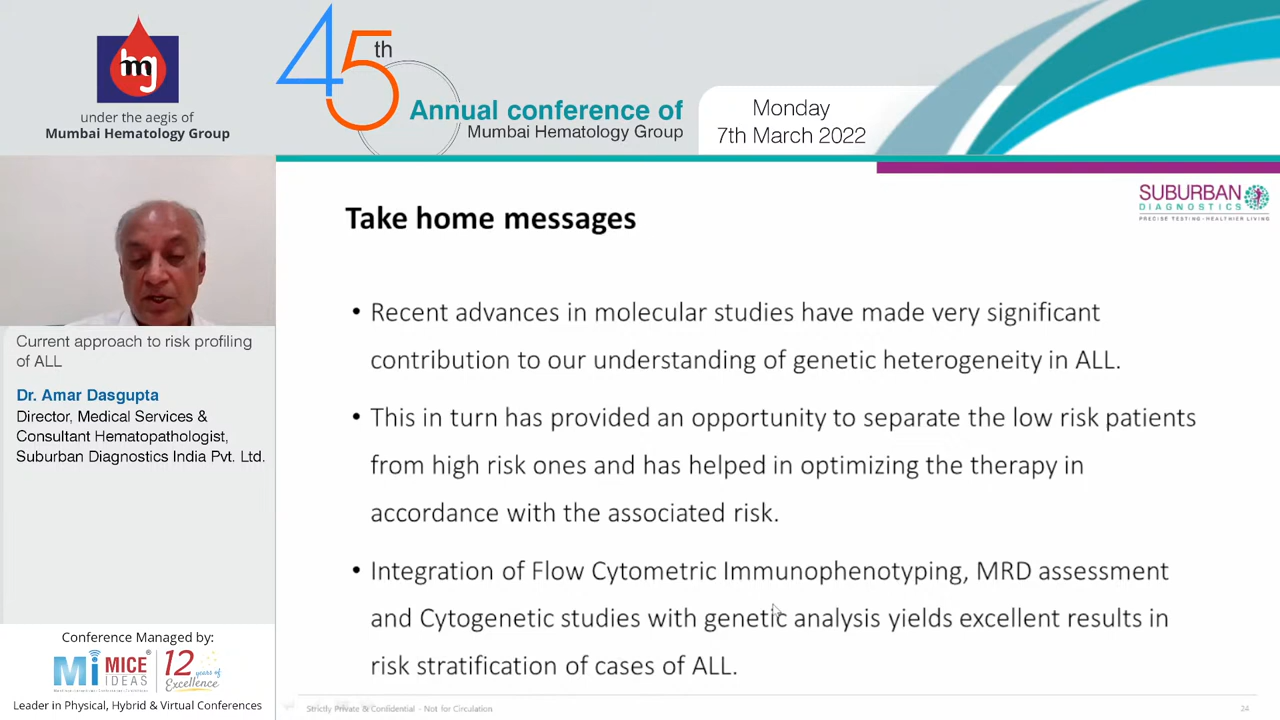 hmg
under the aegis of
Mumbai Hematology Group
45th
Annual conference of
Mumbai Hematology Group
Monday
7th March 2022
SUBURBAN
DIAGNOSTICS
PRECISE TESTING • HEALTHIER LIVING
Current approach to risk profiling
of ALL
Dr. Amar Dasgupta
Director, Medical Services &
Consultant Hematopathologist,
Suburban Diagnostics India Pvt. Ltd.
Take home messages
• Recent advances in molecular studies have made very significant
contribution to our understanding of genetic heterogeneity in ALL.
• This in turn has provided an opportunity to separate the low risk patients
from high risk ones and has helped in optimizing the therapy in
accordance with the associated risk.
• Integration of Flow Cytometric Immunophenotyping, MRD assessment
and Cytogenetic studies with genetic analysis yields excellent results in
risk stratification of cases of ALL.
Conference Managed by:
Mi MICE
IDEAS
12 years of
Excellence
Leader in Physical, Hybrid & Virtual Conferences
Strictly Private & Confidential - Not for Circulation
24